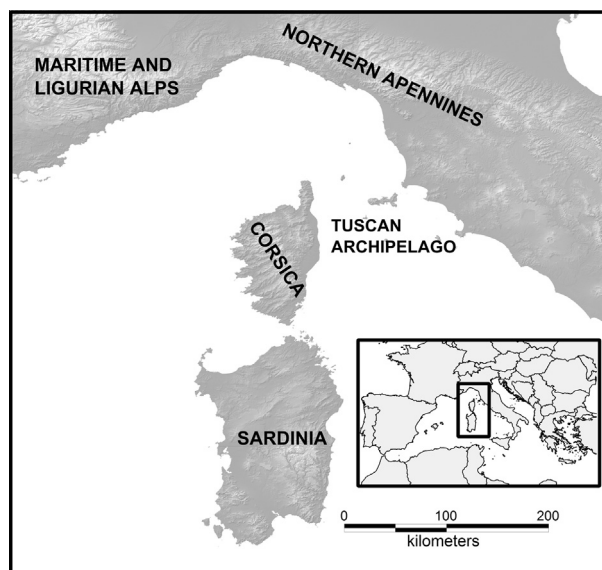 NORTHERN APENNINES
MARITIME AND
LIGURIAN ALPS
CORSICA
TUSCAN
ARCHIPELAGO
SARDINIA
0 100 200
kilometers